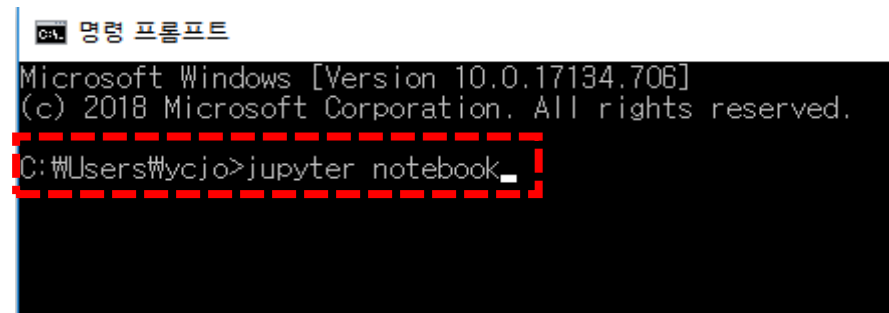 명령 프롬프트
Microsoft Windows [Version 10.0.17134.706]
(c) 2018 Microsoft Corporation. All rights reserved.
C:₩Users₩ycjo>jupyter notebook